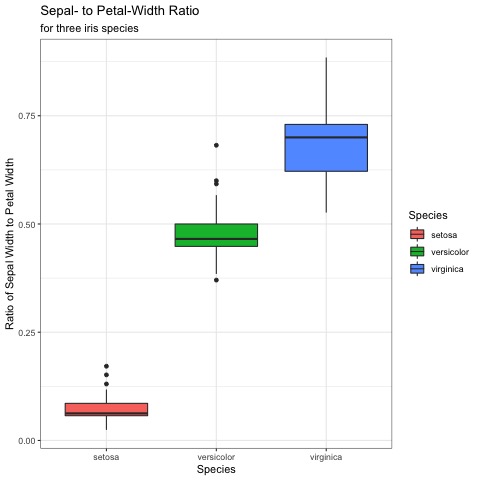 Sepal- to Petal-Width Ratio
for three iris species
Ratio of Sepal Width to Petal Width
0.75
0.50
0.25
0.00
setosa
versicolor
virginica
Species
Species
setosa
versicolor
virginica